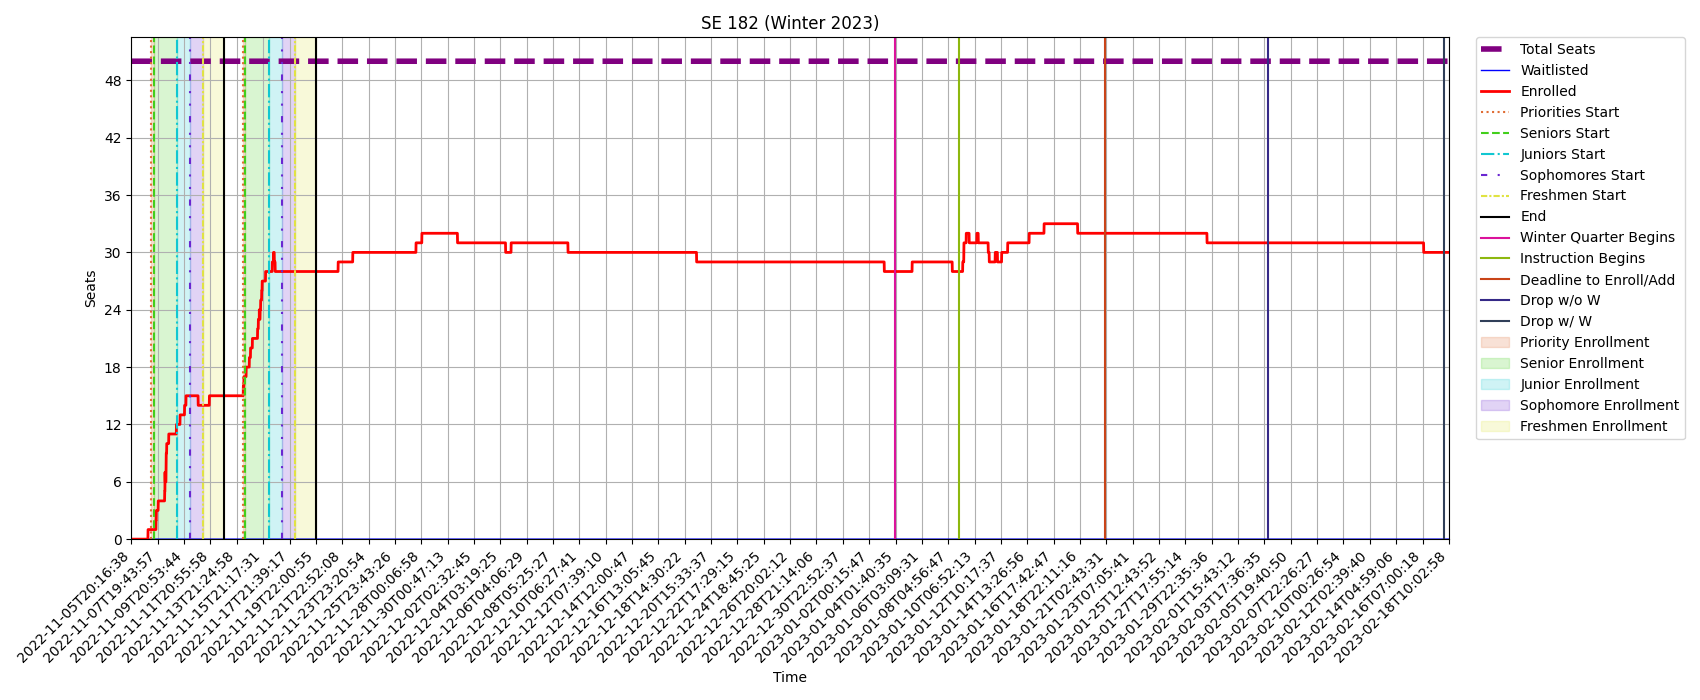 SE 182 (Winter 2023)
Seats
48
42
36
30
24
18
12
6
0
2022-11-05T20:16:38
2022-11-07T19:43:57
2022-11-09T20:53:44
2022-11-11T20:55:58
2022-11-13T21:24:58
2022-11-15T21:17:31
2022-11-17T21:39:17
2022-11-19T22:00:55
2022-11-21T22:52:08
2022-11-23T23:20:54
2022-11-25T23:43:26
2022-11-28T00:06:58
2022-11-30T00:47:13
2022-12-02T02:32:45
2022-12-04T03:19:25
2022-12-06T04:06:29
2022-12-08T05:25:27
2022-12-10T06:27:41
2022-12-12T07:39:10
2022-12-14T12:00:47
2022-12-16T13:05:45
2022-12-18T14:30:22
2022-12-20T15:33:37
2022-12-22T17:29:15
2022-12-24T18:45:25
2022-12-26T20:02:12
2022-12-28T21:14:06
2022-12-30T22:52:37
2023-01-02T00:15:47
2023-01-04T01:40:35
2023-01-06T03:09:31
2023-01-08T04:56:47
2023-01-10T06:52:13
2023-01-12T10:17:37
2023-01-14T13:26:56
2023-01-16T17:42:47
2023-01-18T22:11:16
2023-01-21T02:43:31
2023-01-23T07:05:41
2023-01-25T12:43:52
2023-01-27T17:55:14
2023-01-29T22:35:36
2023-02-01T15:43:12
2023-02-03T17:36:35
2023-02-05T19:40:50
2023-02-07T22:26:27
2023-02-10T00:26:54
2023-02-12T02:39:40
2023-02-14T04:59:06
2023-02-16T07:00:18
2023-02-18T10:02:58
Time
Total Seats
Waitlisted
Enrolled
Priorities Start
Seniors Start
Juniors Start
Sophomores Start
Freshmen Start
End
Winter Quarter Begins
Instruction Begins
Deadline to Enroll/Add
Drop w/o W
Drop w/ W
Priority Enrollment
Senior Enrollment
Junior Enrollment
Sophomore Enrollment
Freshmen Enrollment